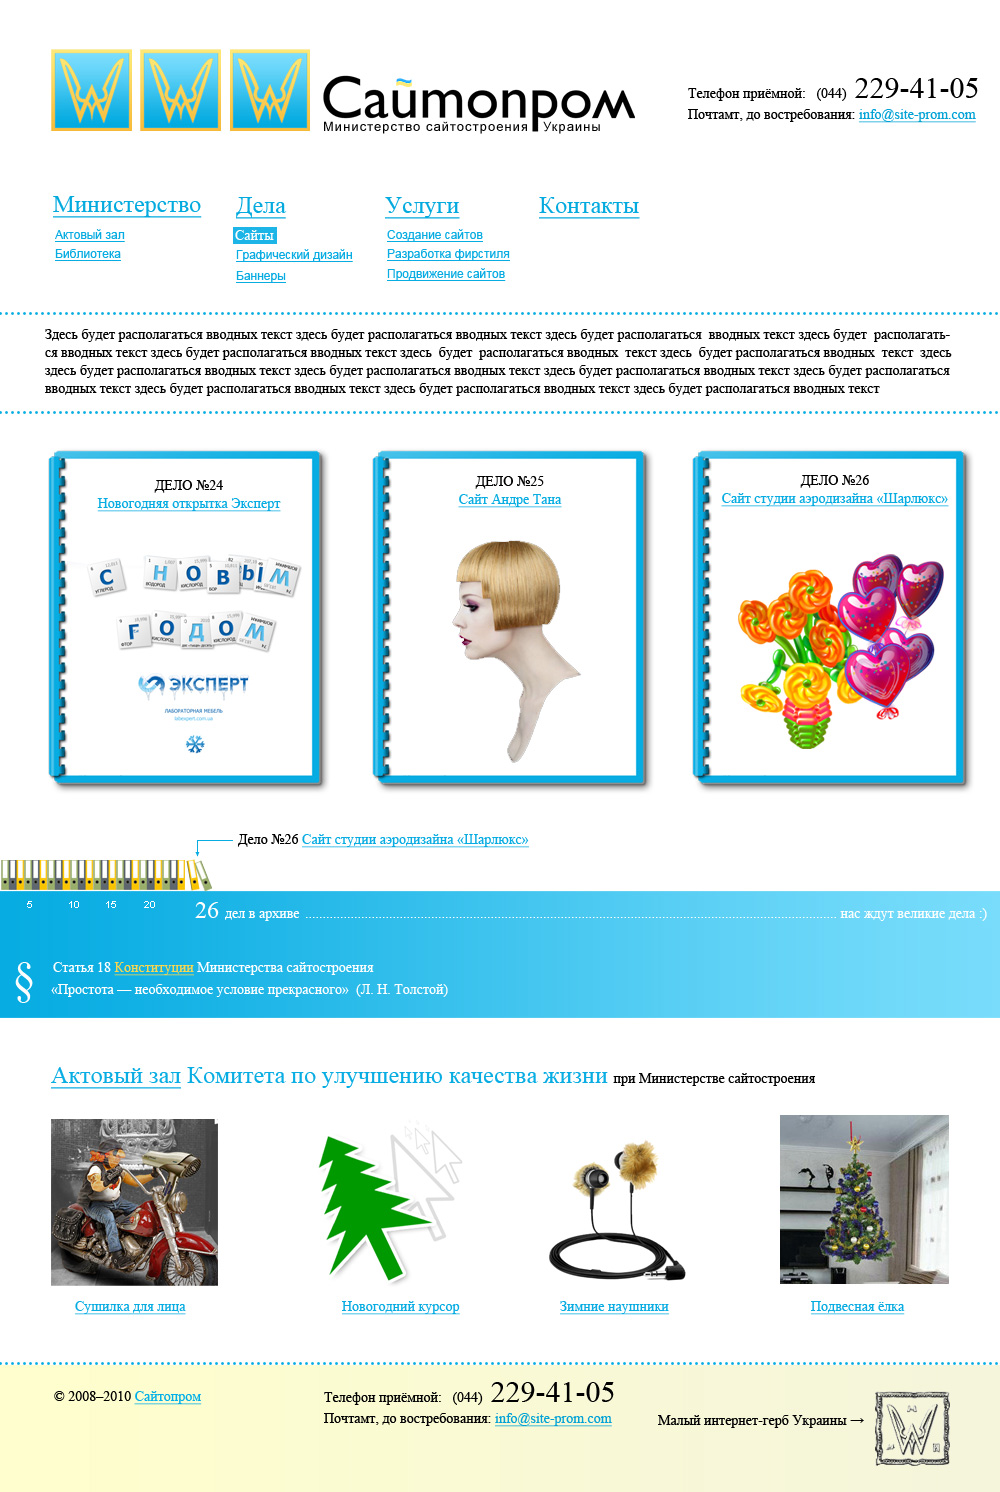 Сайтопром
Министерство сайтостроения Украины
Телефон приёмной: (044) 229-41-05
Почтамт, до востребования: info@site-prom.com
Министерство
Актовый зал
Библиотека
Дела
Сайты
Графический дизайн
Баннеры
Услуги
Создание сайтов
Разработка фирстиля
Продвижение сайтов
Контакты
Здесь будет располагаться вводных текст здесь будет располагаться вводных текст здесь будет располагаться вводных текст здесь будет располагать-
ся вводных текст здесь будет располагаться вводных текст здесь будет располагаться вводных текст здесь будет располагаться вводных текст здесь
здесь будет располагаться вводных текст здесь будет располагаться вводных текст здесь будет располагаться вводных текст здесь будет располагаться
вводных текст здесь будет располагаться вводных текст здесь будет располагаться вводных текст здесь будет располагаться вводных текст
ДЕЛО №24
Новогодняя открытка Эксперт
С НОВЫМ
ГОДОМ
ЭКСПЕРТ
ЛАБОРАТОРНАЯ МЕБЕЛЬ
labexpert.com.ua
ДЕЛО №25
Сайт Андре Тана
ДЕЛО №26
Сайт студии аэродизайна «Шарлюкс»
Дело №26 Сайт студии аэродизайна «Шарлюкс»
5 10 15 20
26 дел в архиве ... нас ждут великие дела :)
§ Статья 18 Конституции Министерства сайтостроения
«Простота — необходимое условие прекрасного» (Л. Н. Толстой)
Актовый зал Комитета по улучшению качества жизни при Министерстве сайтостроения
Сушилка для лица
Новогодний курсор
Зимние наушники
Подвесная ёлка
© 2008–2010 Сайтопром
Телефон приёмной: (044) 229-41-05
Почтамт, до востребования: info@site-prom.com
Малый интернет-герб Украины →